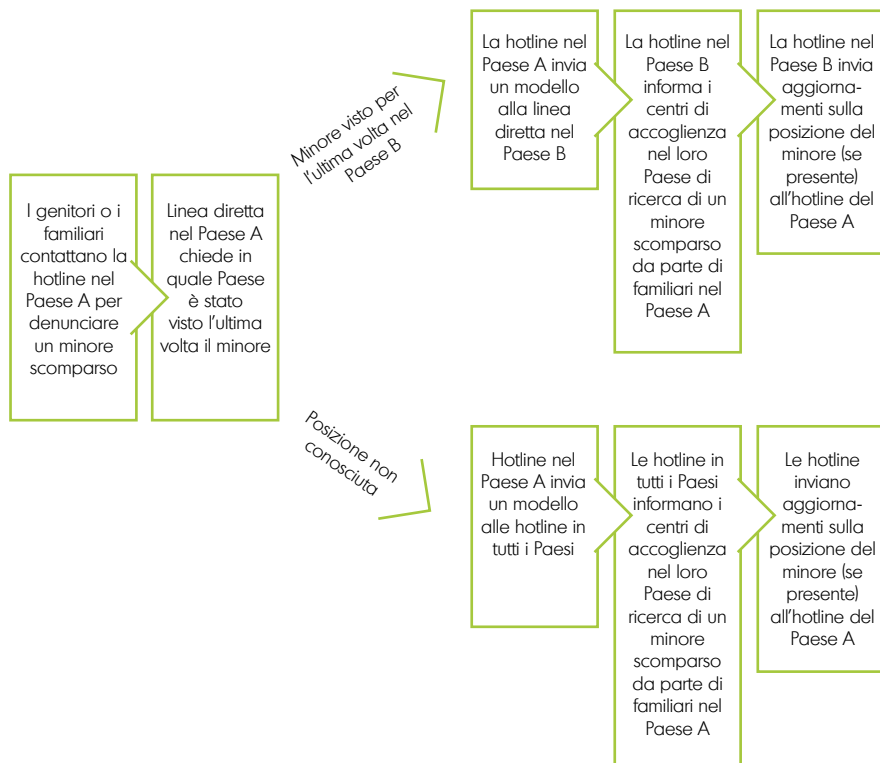 I genitori o i
familiari
contattano la
hotline nel
Paese A per
denunciare
un minore
scomparso
Linea diretta
nel Paese A
chiede in
quale Paese
è stato
visto l'ultima
volta il minore
Minore visto per
l'ultima volta nel
Paese B
La hotline nel
Paese A invia
un modello
alla linea
diretta nel
Paese B
La hotline nel
Paese B
informa i
centri di
accoglienza
nel loro
Paese di
ricerca di un
minore
scomparso
da parte di
familiari nel
Paese A
La hotline nel
Paese B invia
aggiorna-
menti sulla
posizione del
minore (se
presente)
all'hotline del
Paese A
Posizione non
conosciuta
Hotline nel
Paese A invia
un modello
alle hotline in
tutti i Paesi
Le hotline in
tutti i Paesi
informano i
centri di
accoglienza
nel loro
Paese di
ricerca di un
minore
scomparso
da parte di
familiari nel
Paese A
Le hotline
inviano
aggiorna-
menti sulla
posizione del
minore (se
presente)
all'hotline del
Paese A